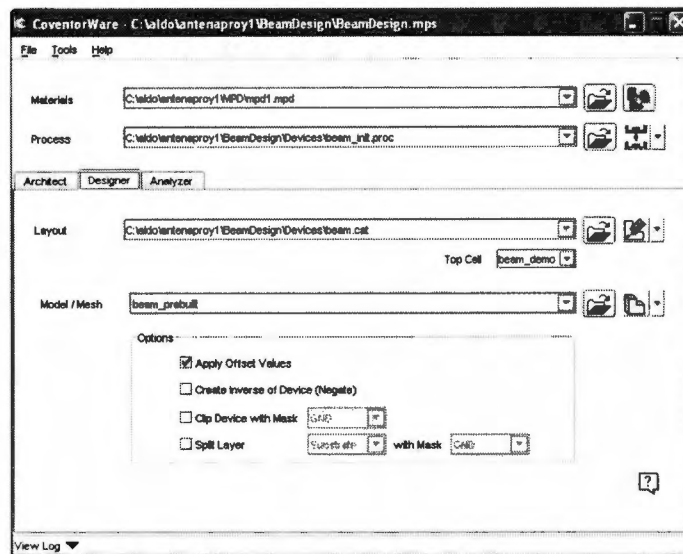 CoventorWare - C:\aldo\antenaproy1\BeamDesign\BeamDesign.mps
File Tools Help
Materials C:\aldo\antenaproy1\MPD\mpd1.mpd
Process C:\aldo\antenaproy1\BeamDesign\Devices\beam_init.proc
Architect Designer Analyzer
Layout C:\aldo\antenaproy1\BeamDesign\Devices\beam.cat
Top Cell beam_demo
Model / Mesh beam_prebuilt
Options
Apply Offset Values
Create Inverse of Device (Negate)
Clip Device with Mask GND
Split Layer Substrate with Mask GND
?
View Log